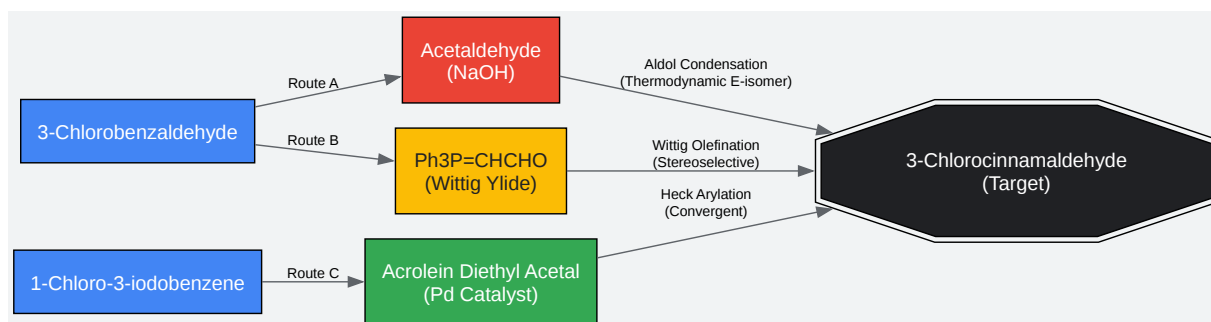 3-Chlorobenzaldehyde
Route A
Acetaldehyde
(NaOH)
Aldol Condensation
(Thermodynamic E-isomer)
Route B
Ph3P=CHCHO
(Wittig Ylide)
Wittig Olefination
(Stereoselective)
1-Chloro-3-iodobenzene
Route C
Acrolein Diethyl Acetal
(Pd Catalyst)
Heck Arylation
(Convergent)
3-Chlorocinnamaldehyde
(Target)